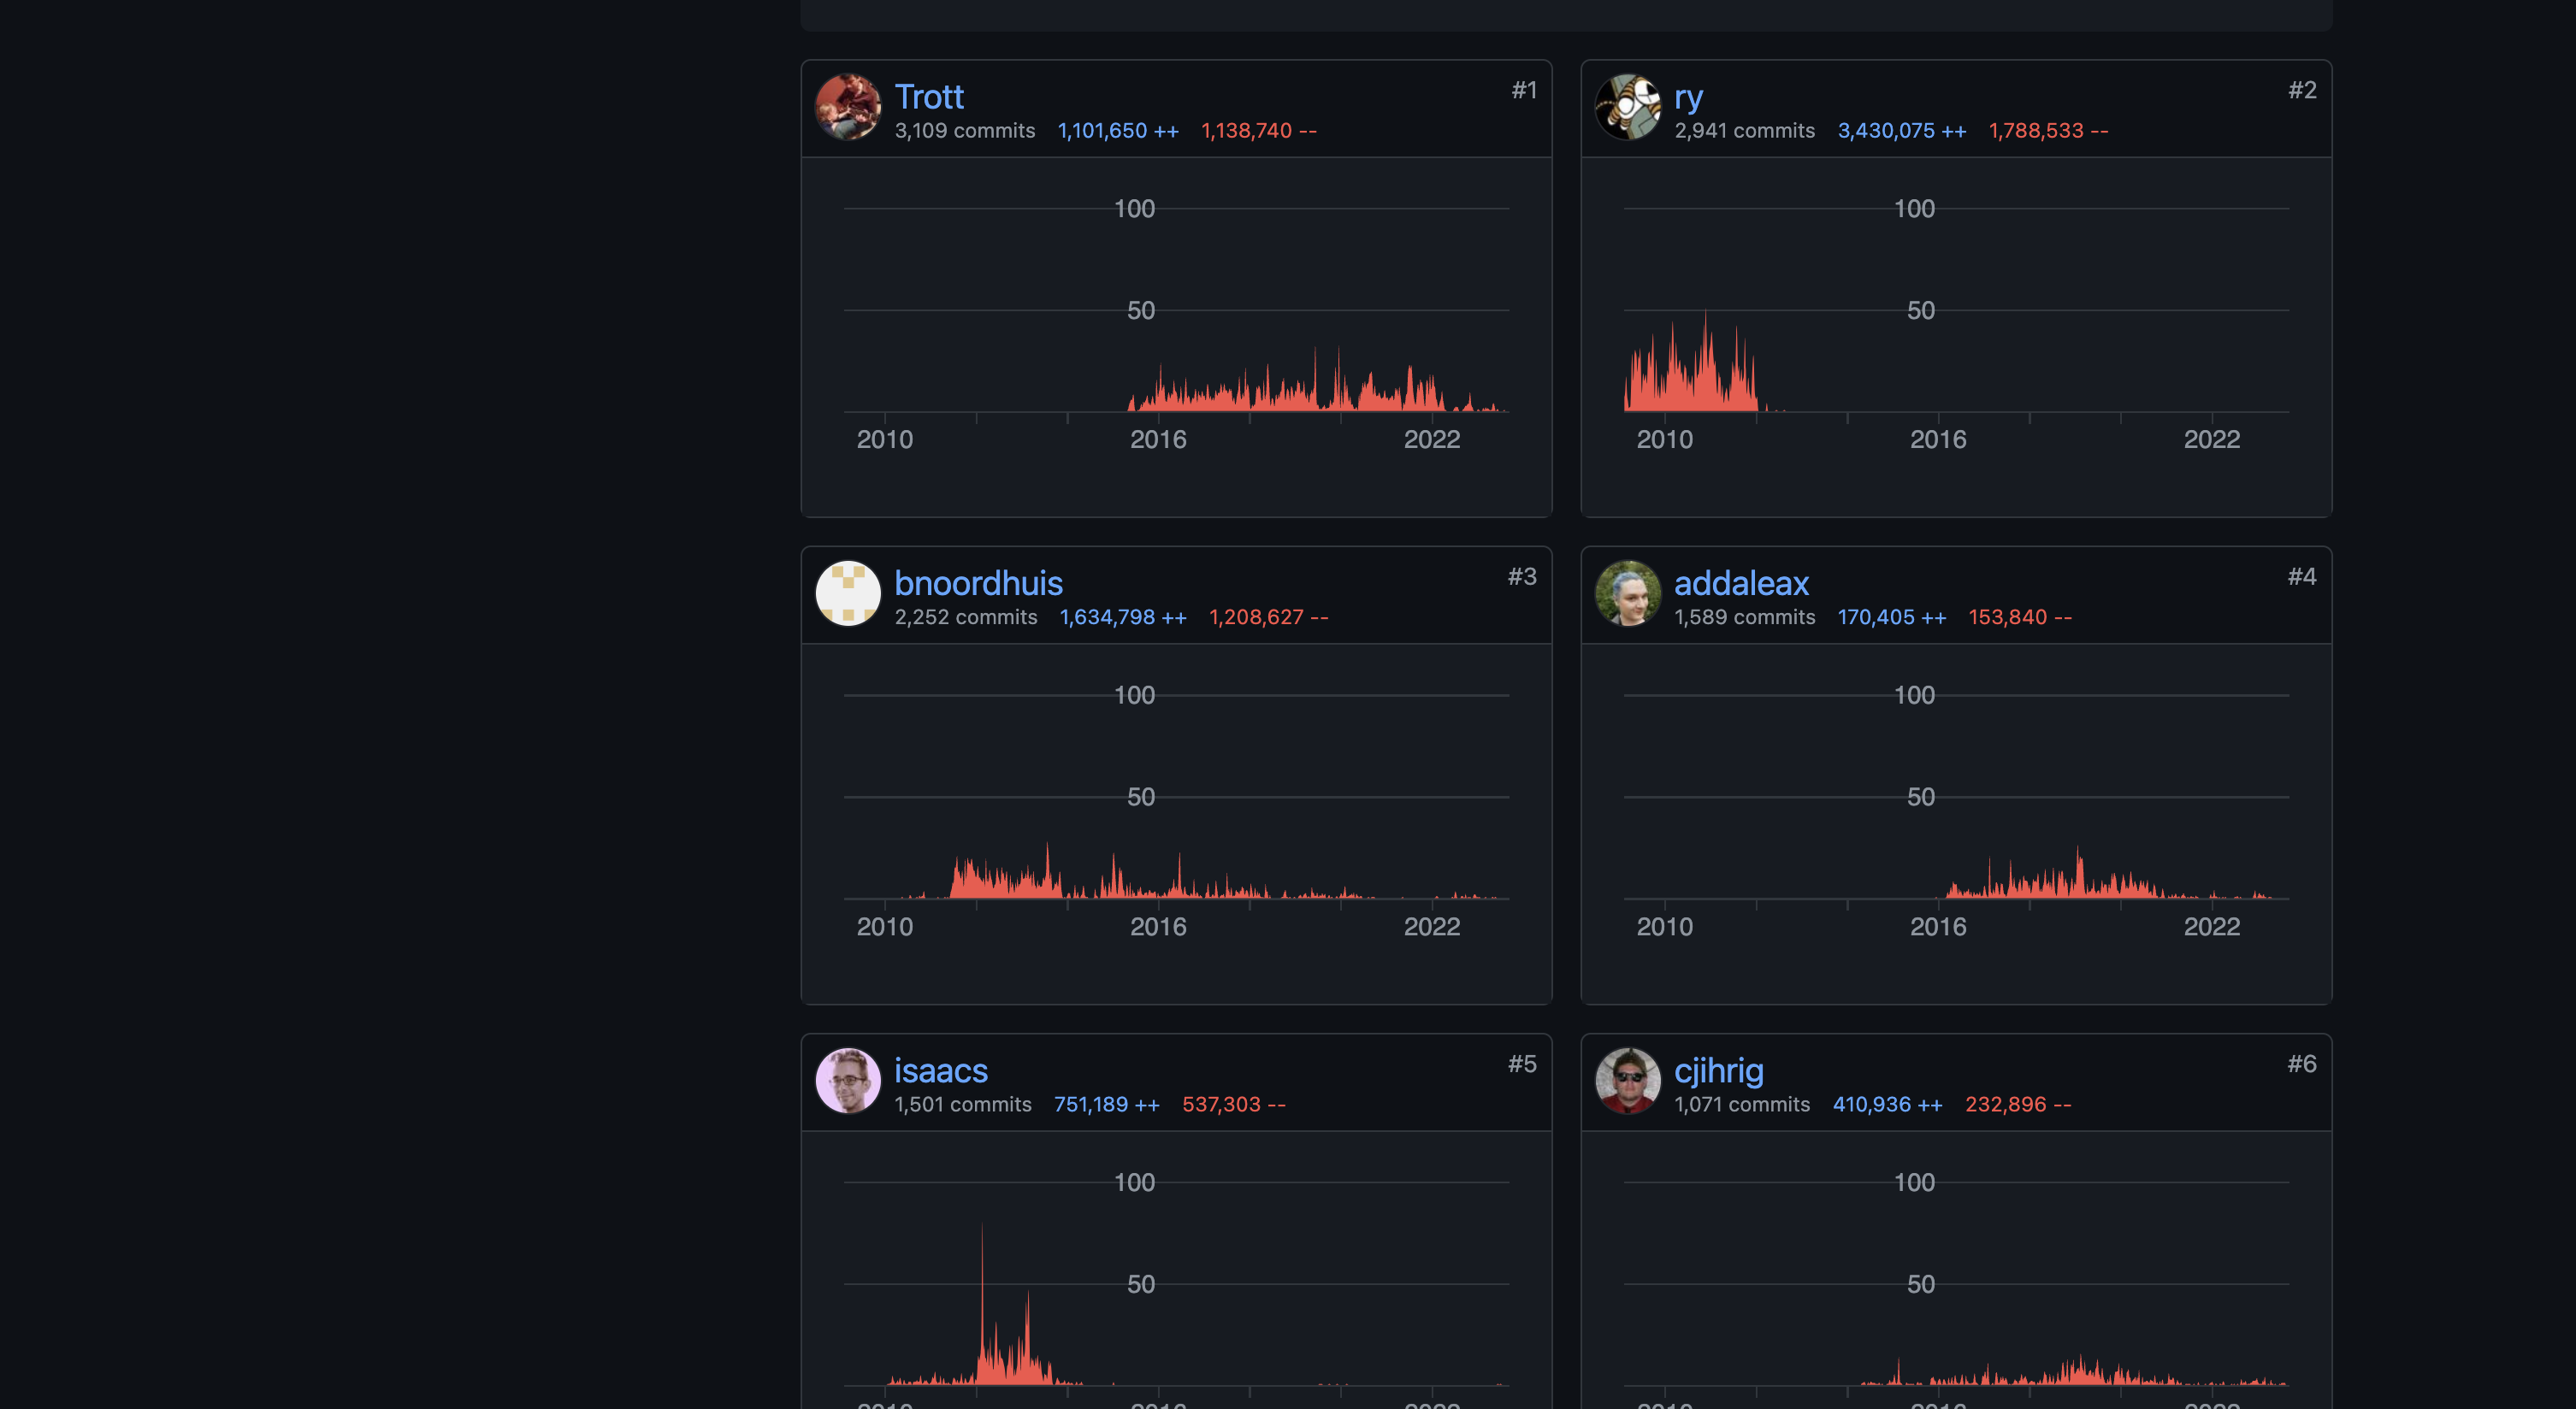 Trott #1
3,109 commits 1,101,650 ++ 1,138,740 --
100
50
2010 2016 2022
ry #2
2,941 commits 3,430,075 ++ 1,788,533 --
100
50
2010 2016 2022
bnoordhuis #3
2,252 commits 1,634,798 ++ 1,208,627 --
100
50
2010 2016 2022
addaleax #4
1,589 commits 170,405 ++ 153,840 --
100
50
2010 2016 2022
isaacs #5
1,501 commits 751,189 ++ 537,303 --
100
50
cjihrig #6
1,071 commits 410,936 ++ 232,896 --
100
50